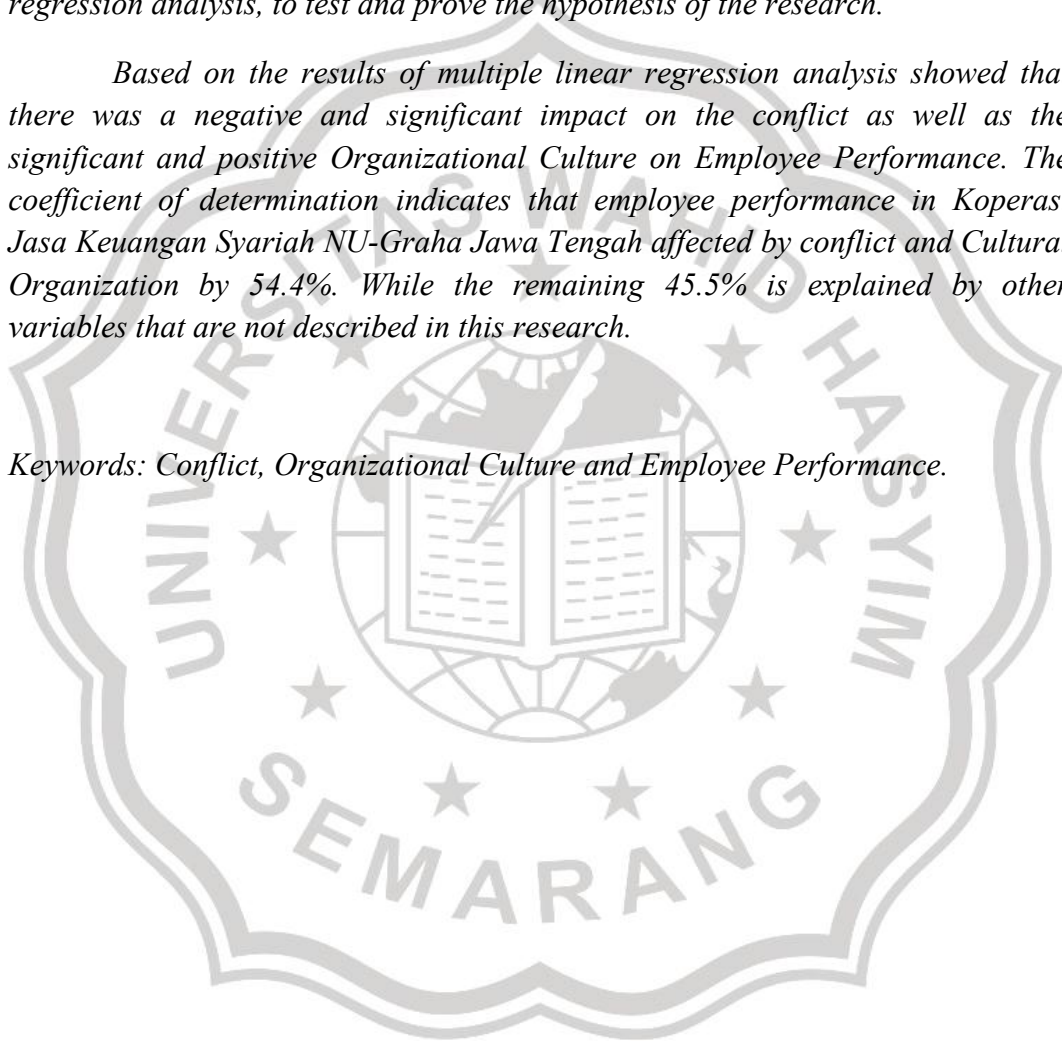 regression analysis, to test and prove the hypothesis of the research.
Based on the results of multiple linear regression analysis showed tha
there was a negative and significant impact on the conflict as well as the
significant and positive Organizational Culture on Employee Performance. The
coefficient of determination indicates that employee performance in Koperas
Jasa Keuangan Syariah NU-Graha Jawa Tengah affected by conflict and Cultura
Organization by 54.4%. While the remaining 45.5% is explained by other
variables that are not described in this research.
Keywords: Conflict, Organizational Culture and Employee Performance.
UNIVERSITAS WAHID HASYIM
SEMARANG